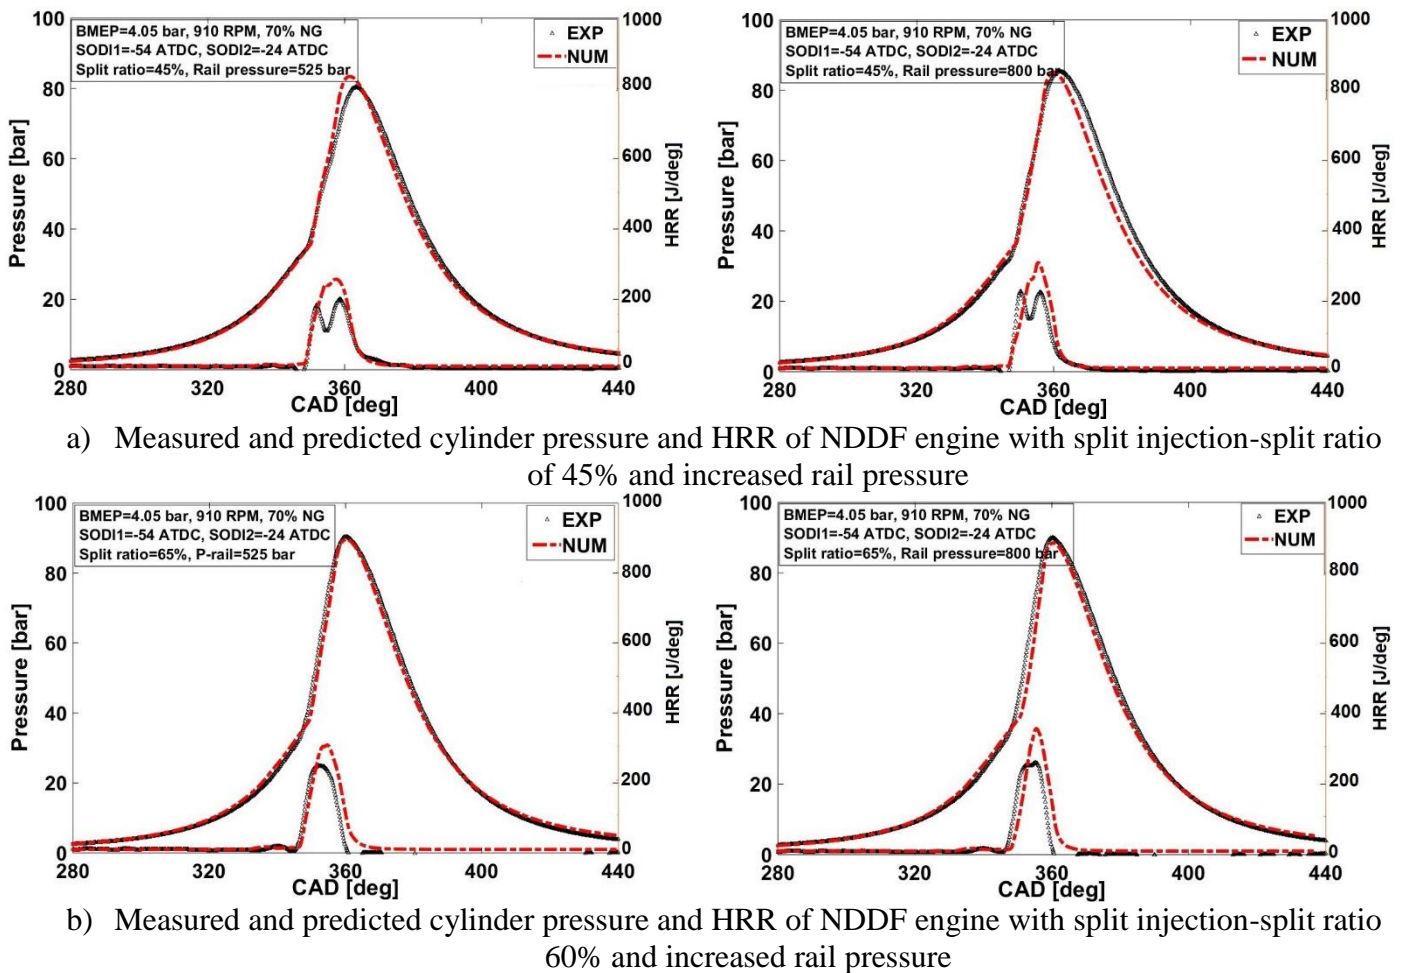 BMEP=4.05 bar, 910 RPM, 70% NG
SODI1=-54 ATDC, SODI2=-24 ATDC
Split ratio=45%, Rail pressure=525 bar
EXP
NUM
100
80
60
40
20
0
Pressure [bar]
1000
800
600
400
200
0
HRR [J/deg]
280
320
360
400
440
CAD [deg]
BMEP=4.05 bar, 910 RPM, 70% NG
SODI1=-54 ATDC, SODI2=-24 ATDC
Split ratio=45%, Rail pressure=800 bar
EXP
NUM
100
80
60
40
20
0
Pressure [bar]
1000
800
600
400
200
0
HRR [J/deg]
280
320
360
400
440
CAD [deg]
a) Measured and predicted cylinder pressure and HRR of NDDF engine with split injection-split ratio
of 45% and increased rail pressure
BMEP=4.05 bar, 910 RPM, 70% NG
SODI1=-54 ATDC, SODI2=-24 ATDC
Split ratio=65%, P-rail=525 bar
EXP
NUM
100
80
60
40
20
0
Pressure [bar]
1000
800
600
400
200
0
HRR [J/deg]
280
320
360
400
440
CAD [deg]
BMEP=4.05 bar, 910 RPM, 70% NG
SODI1=-54 ATDC, SODI2=-24 ATDC
Split ratio=65%, Rail pressure=800 bar
EXP
NUM
100
80
60
40
20
0
Pressure [bar]
1000
800
600
400
200
0
HRR [J/deg]
280
320
360
400
440
CAD [deg]
b) Measured and predicted cylinder pressure and HRR of NDDF engine with split injection-split ratio
60% and increased rail pressure